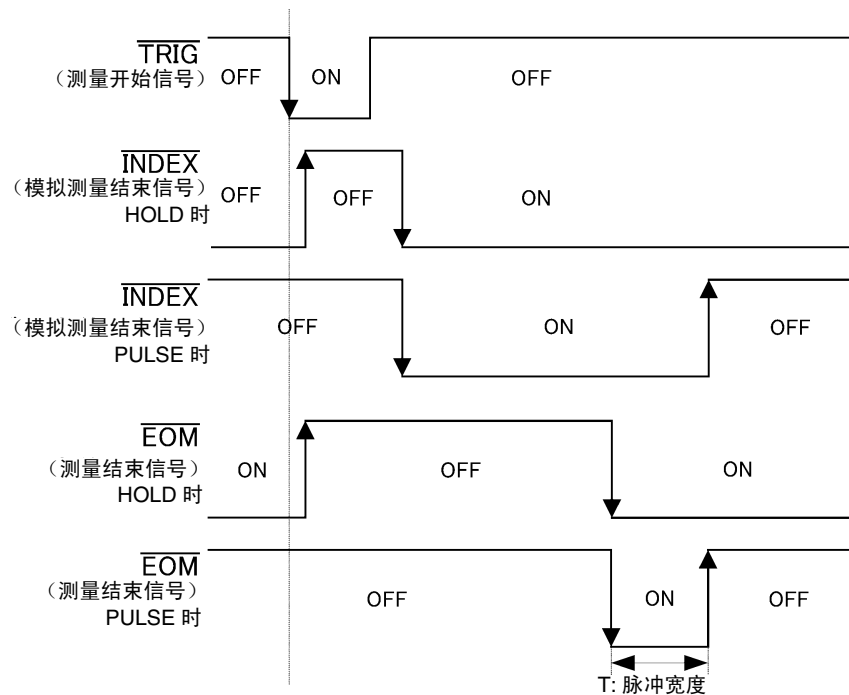 TRIG
(测量开始信号) OFF ON OFF
INDEX
(模拟测量结束信号) OFF OFF ON
HOLD 时
INDEX
(模拟测量结束信号) OFF ON OFF
PULSE 时
EOM
(测量结束信号) ON OFF ON
HOLD 时
EOM
(测量结束信号) OFF ON OFF
PULSE 时
T: 脉冲宽度